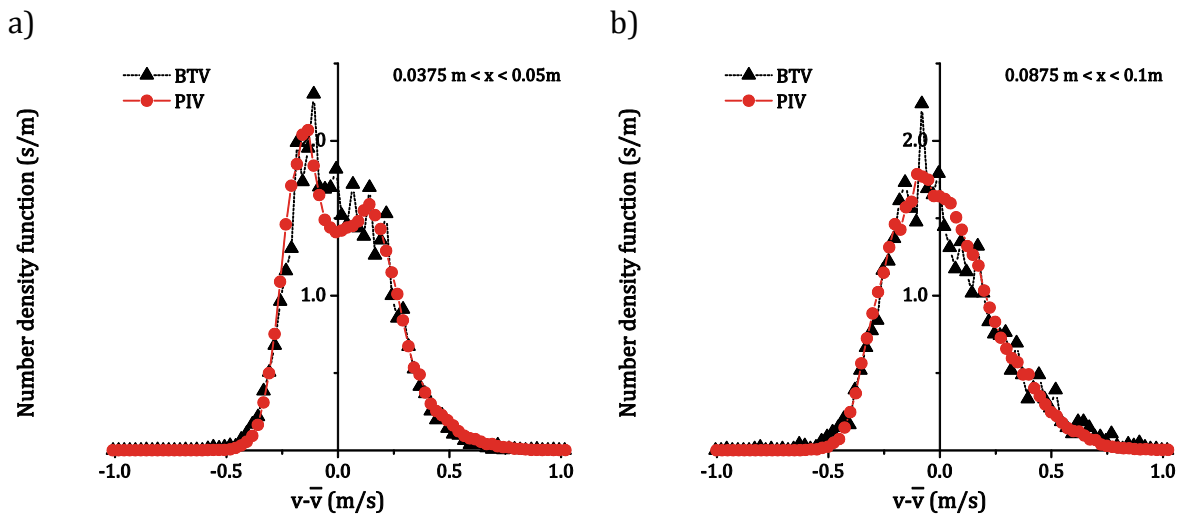 a)
BTV
PIV
0.0375 m < x < 0.05m
Number density function (s/m)
.0
1.0
-1.0
-0.5
0.0
0.5
1.0
v-v̅ (m/s)
b)
BTV
PIV
0.0875 m < x < 0.1m
Number density function (s/m)
2.0
1.0
-1.0
-0.5
0.0
0.5
1.0
v-v̅ (m/s)